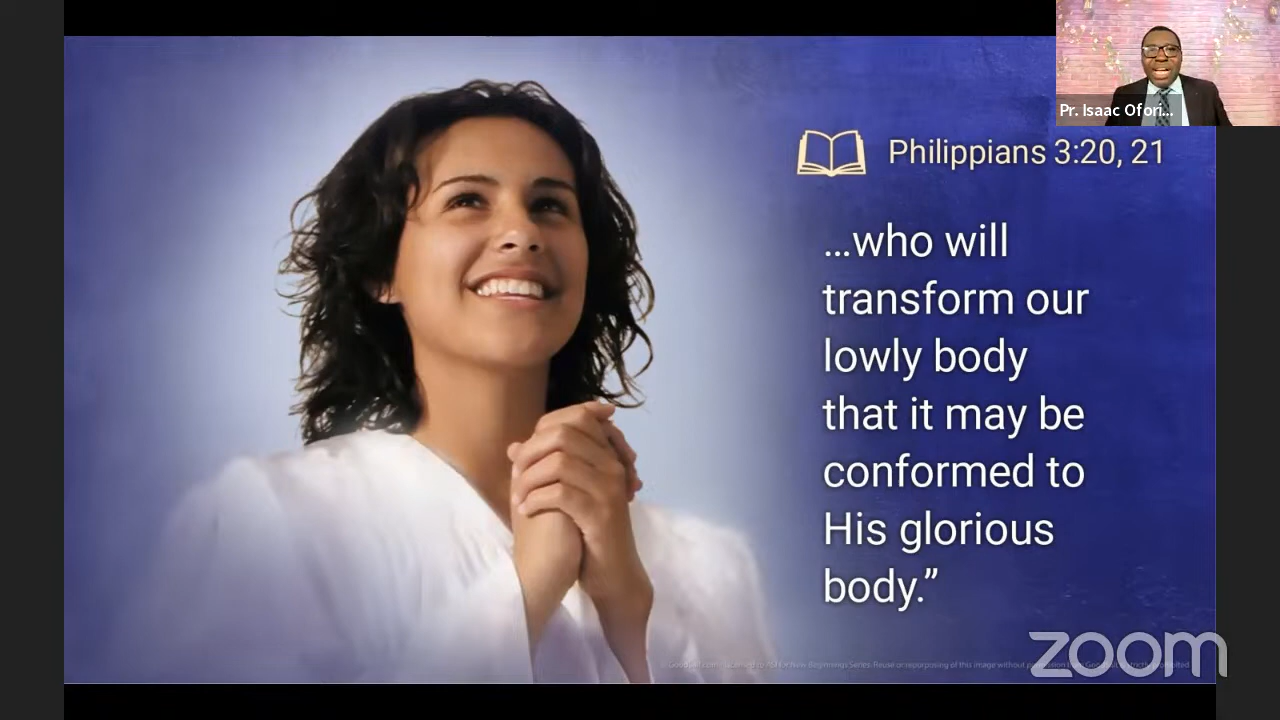 Pr. Isaac Ofori...
Philippians 3:20, 21
...who will
transform our
lowly body
that it may be
conformed to
His glorious
body.”
zoom